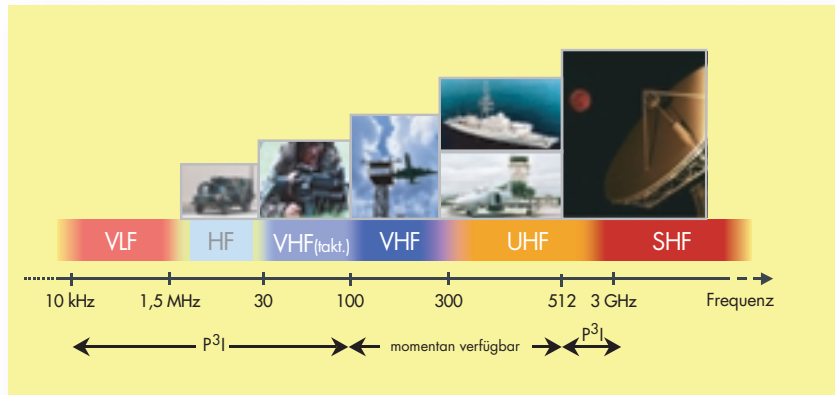 VLF HF VHF(takt.) VHF UHF SHF
10 kHz 1,5 MHz 30 100 300 512 3 GHz Frequenz
P³I momentan verfügbar P³I